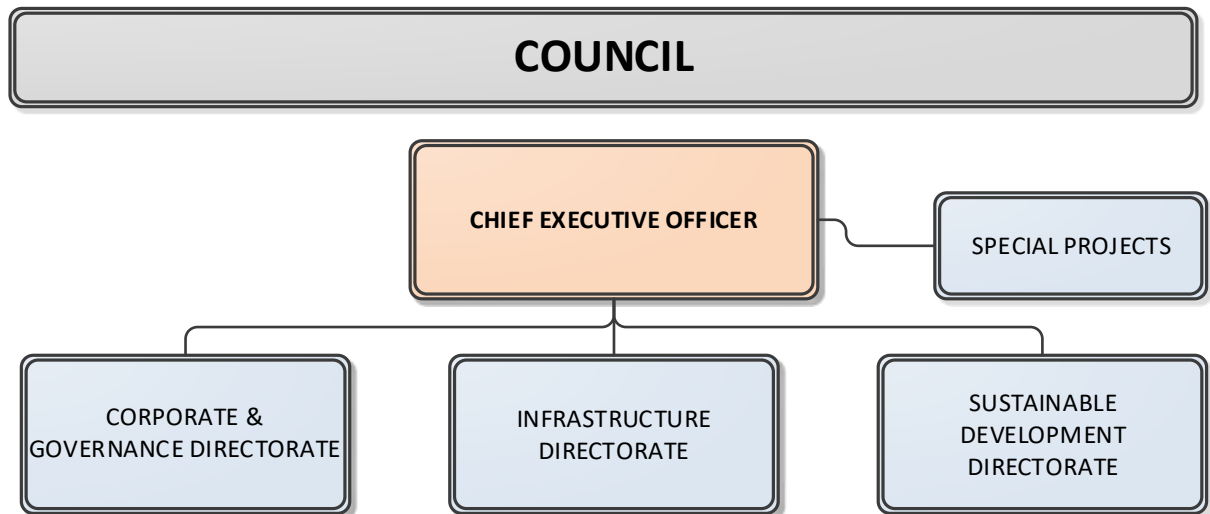 COUNCIL
CHIEF EXECUTIVE OFFICER
SPECIAL PROJECTS
CORPORATE &
GOVERNANCE DIRECTORATE
INFRASTRUCTURE
DIRECTORATE
SUSTAINABLE
DEVELOPMENT
DIRECTORATE